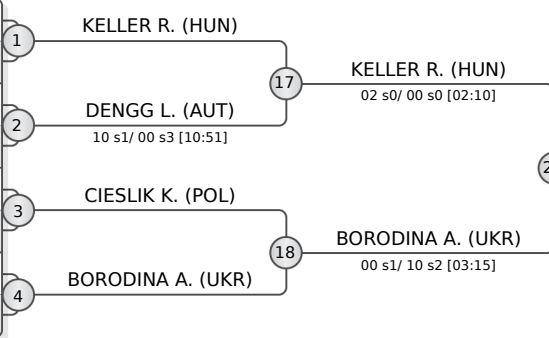 KELLER R. (HUN)
1
17
KELLER R. (HUN)
02 s0/ 00 s0 [02:10]
DENGG L. (AUT)
2
10 s1/ 00 s3 [10:51]
CIESLIK K. (POL)
3
18
BORODINA A. (UKR)
00 s1/ 10 s2 [03:15]
BORODINA A. (UKR)
4